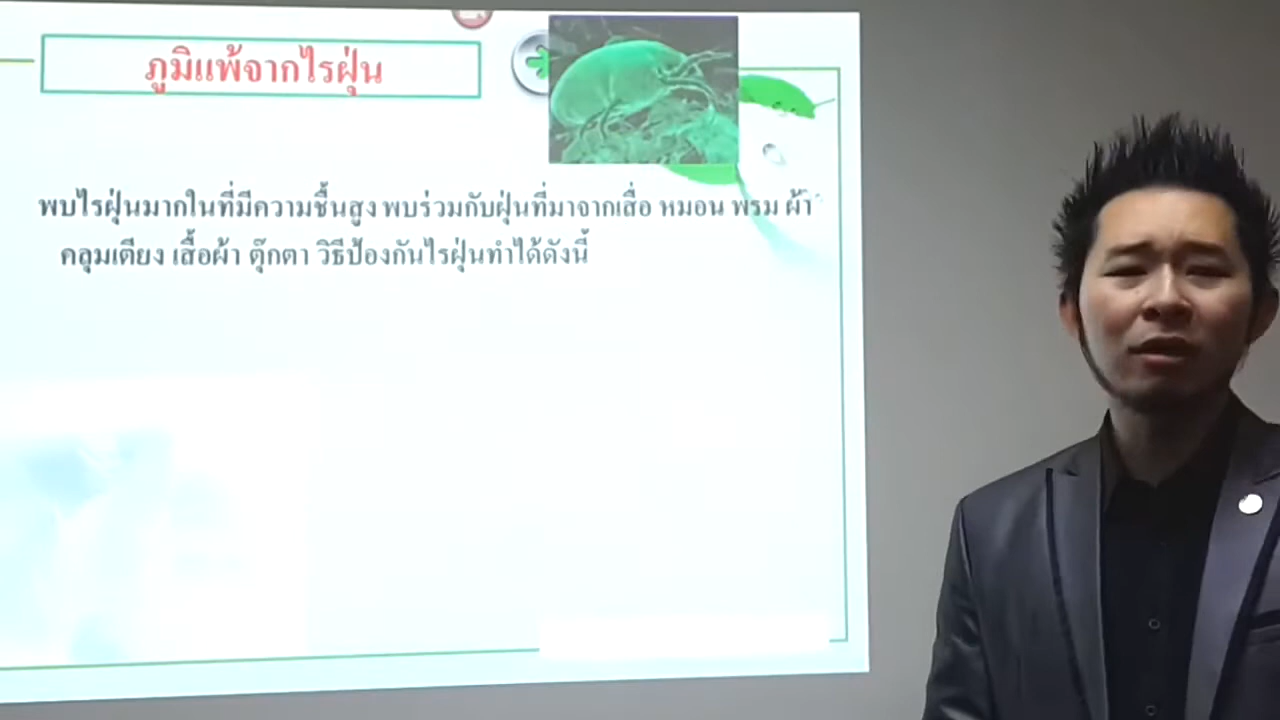 ภูมิแพ้จากไรฝุ่น
พบไรฝุ่นมากในที่มีความชื้นสูง พบร่วมกับฝุ่นที่มาจากเสื่อ หมอน พรม ผ้า
คลุมเตียง เสื้อผ้า ตุ๊กตา วิธีป้องกันไรฝุ่นทำได้ดังนี้